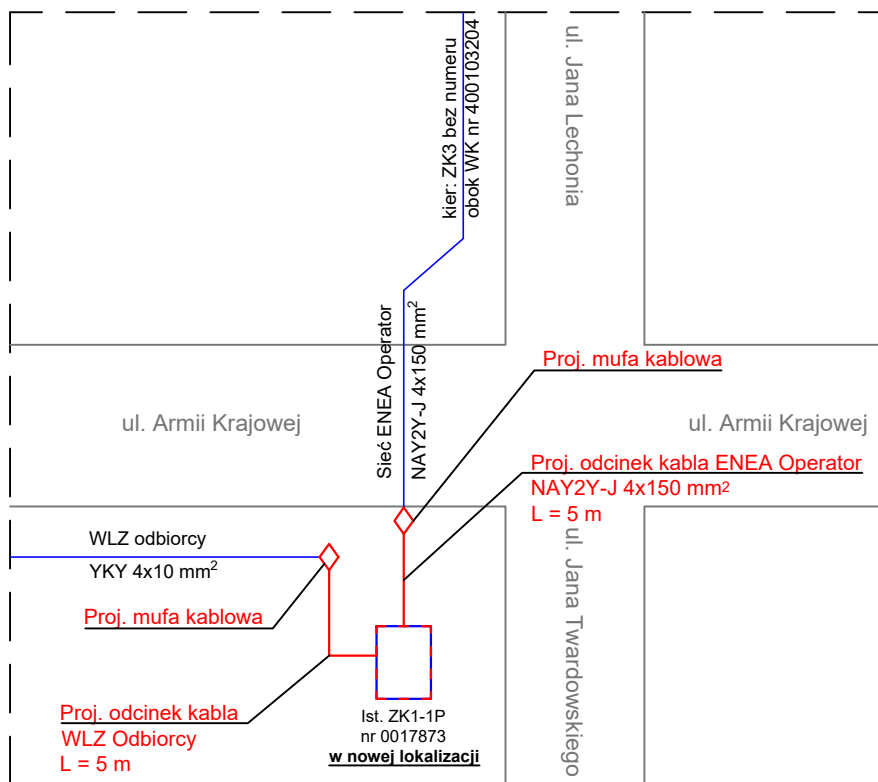 kier: ZK3 bez numeru
obok WK nr 400103204
ul. Jana Lechonia
Sieć ENEA Operator
NAY2Y-J 4x150 mm²
Proj. mufa kablowa
ul. Armii Krajowej
ul. Armii Krajowej
Proj. odcinek kabla ENEA Operator
NAY2Y-J 4x150 mm²
L = 5 m
WLZ odbiorcy
YKY 4x10 mm²
Proj. mufa kablowa
ul. Jana Twardowskiego
Proj. odcinek kabla
WLZ Odbiorcy
L = 5 m
Ist. ZK1-1P
nr 0017873
w nowej lokalizacji